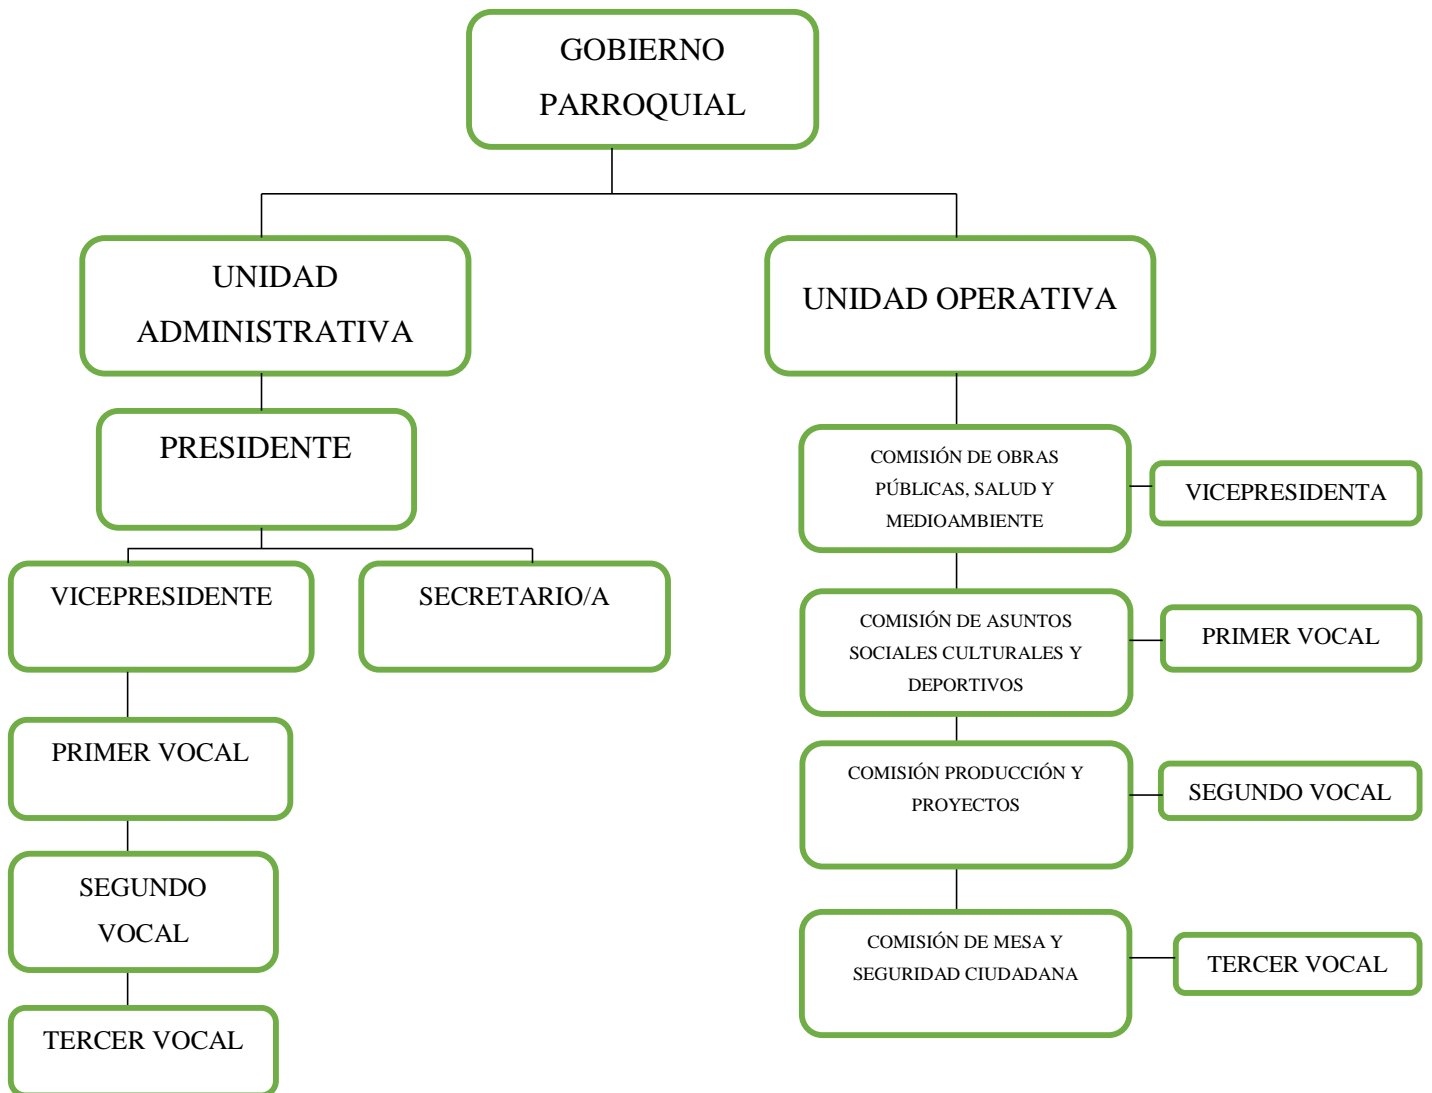 GOBIERNO
PARROQUIAL
UNIDAD
ADMINISTRATIVA
UNIDAD OPERATIVA
PRESIDENTE
COMISIÓN DE OBRAS
PÚBLICAS, SALUD Y
MEDIOAMBIENTE
VICEPRESIDENTA
VICEPRESIDENTE
SECRETARIO/A
COMISIÓN DE ASUNTOS
SOCIALES CULTURALES Y
DEPORTIVOS
PRIMER VOCAL
PRIMER VOCAL
COMISIÓN PRODUCCIÓN Y
PROYECTOS
SEGUNDO VOCAL
SEGUNDO
VOCAL
COMISIÓN DE MESA Y
SEGURIDAD CIUDADANA
TERCER VOCAL
TERCER VOCAL